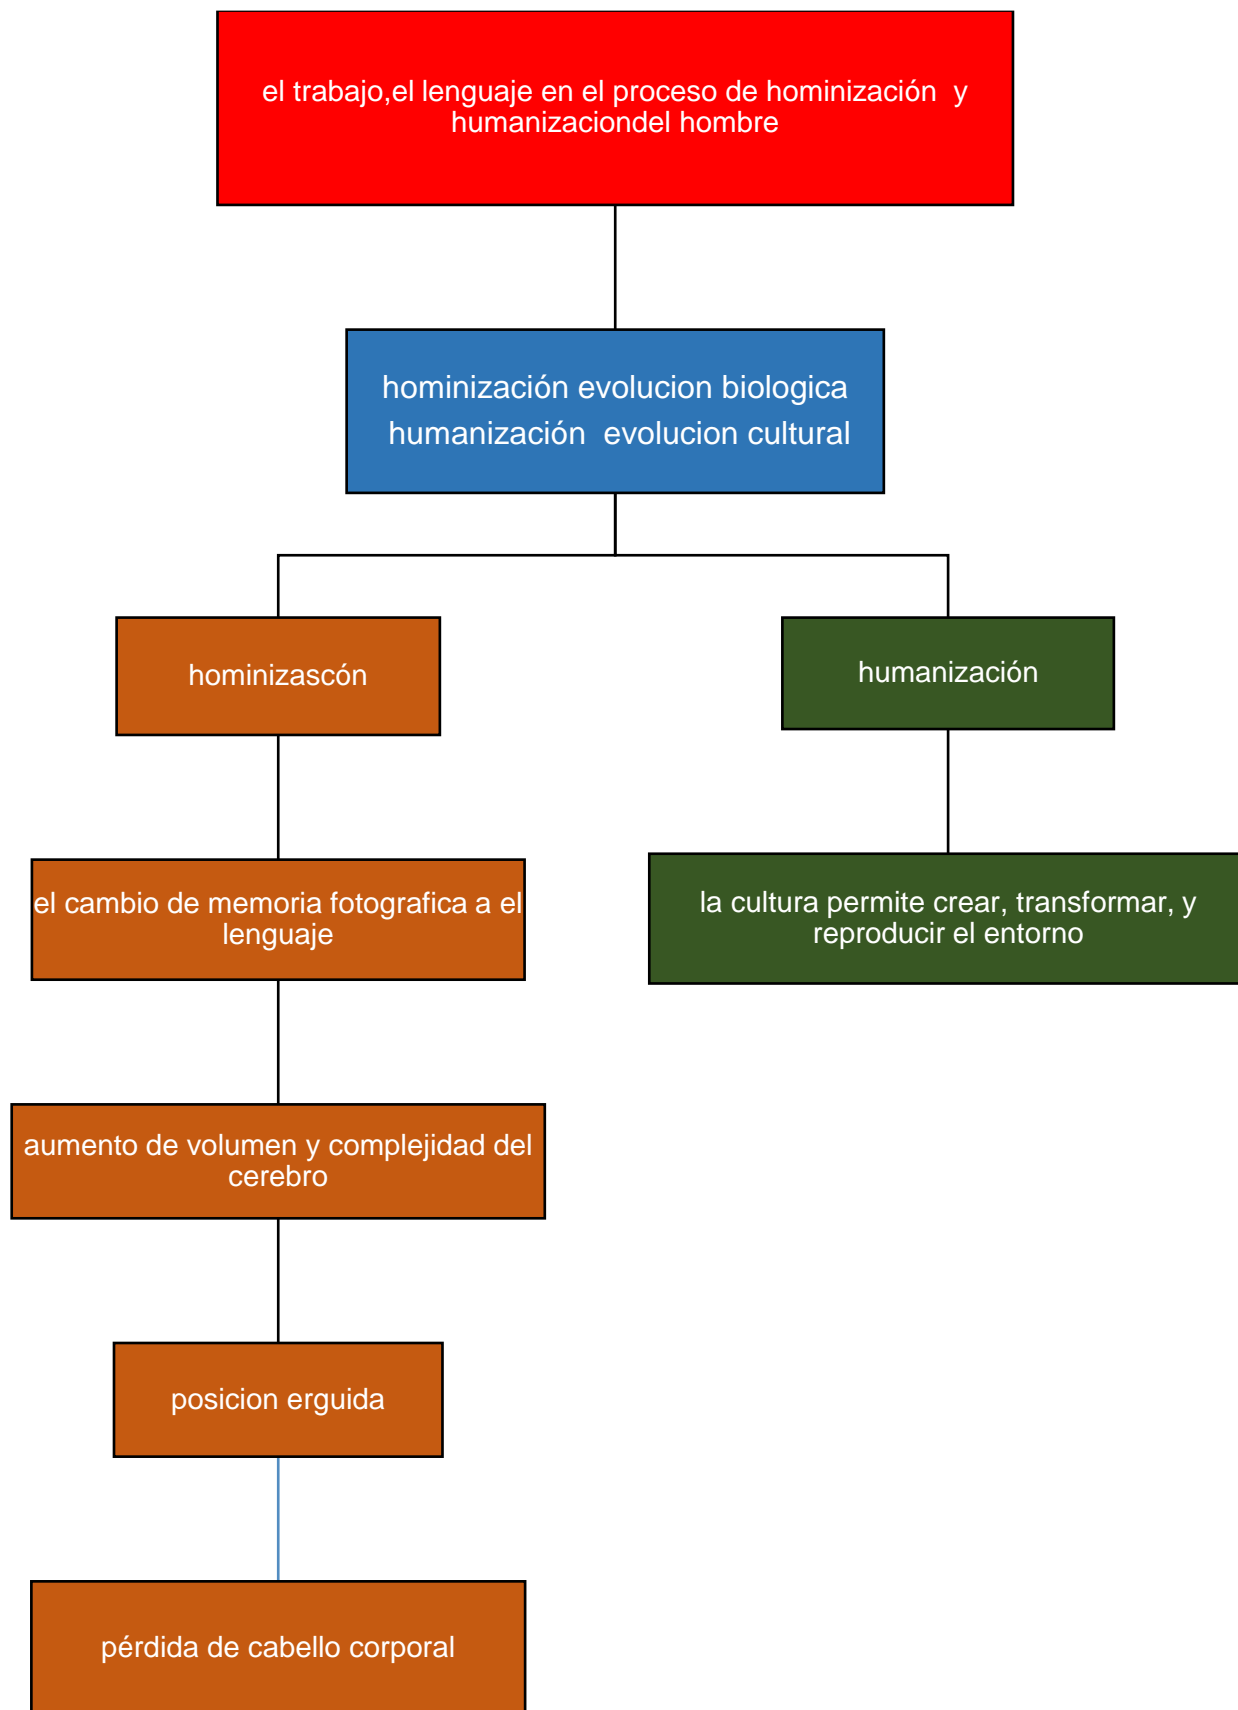 el trabajo,el lenguaje en el proceso de hominización  y
humanizaciondel hombre
hominización evolucion biologica
humanización  evolucion cultural
hominizascón
humanización
el cambio de memoria fotografica a el
lenguaje
la cultura permite crear, transformar, y
reproducir el entorno
aumento de volumen y complejidad del
cerebro
posicion erguida
pérdida de cabello corporal